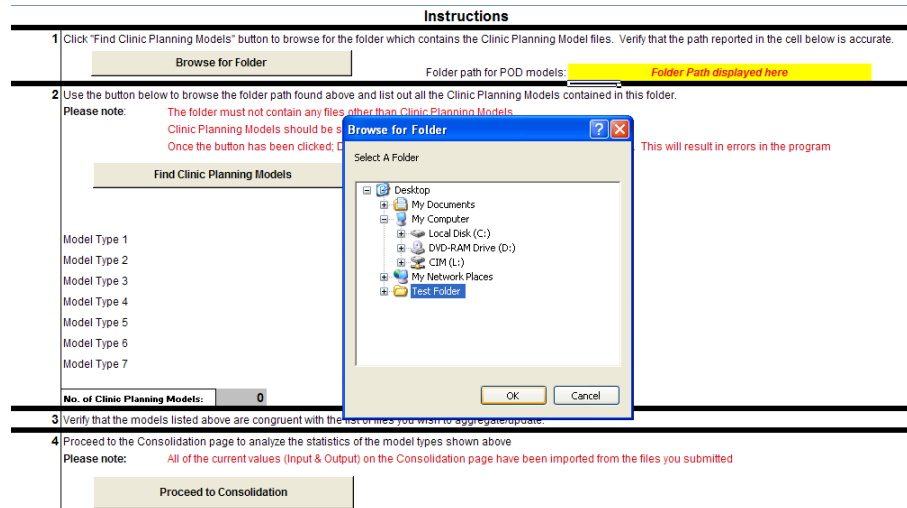 Instructions
1 Click "Find Clinic Planning Models" button to browse for the folder which contains the Clinic Planning Model files. Verify that the path reported in the cell below is accurate.
Browse for Folder
Folder path for POD models: Folder Path displayed here
2 Use the button below to browse the folder path found above and list out all the Clinic Planning Models contained in this folder.
Please note: The folder must not contain any files other than Clinic Planning Models
Clinic Planning Models should be s
Once the button has been clicked; D . This will result in errors in the program
Find Clinic Planning Models
Browse for Folder
Select A Folder
Desktop
My Documents
My Computer
Local Disk (C:)
DVD-RAM Drive (D:)
CIM (L:)
My Network Places
Test Folder
OK Cancel
Model Type 1
Model Type 2
Model Type 3
Model Type 4
Model Type 5
Model Type 6
Model Type 7
No. of Clinic Planning Models: 0
3 Verify that the models listed above are congruent with the list of files you wish to aggregate/update.
4 Proceed to the Consolidation page to analyze the statistics of the model types shown above
Please note: All of the current values (Input & Output) on the Consolidation page have been imported from the files you submitted
Proceed to Consolidation